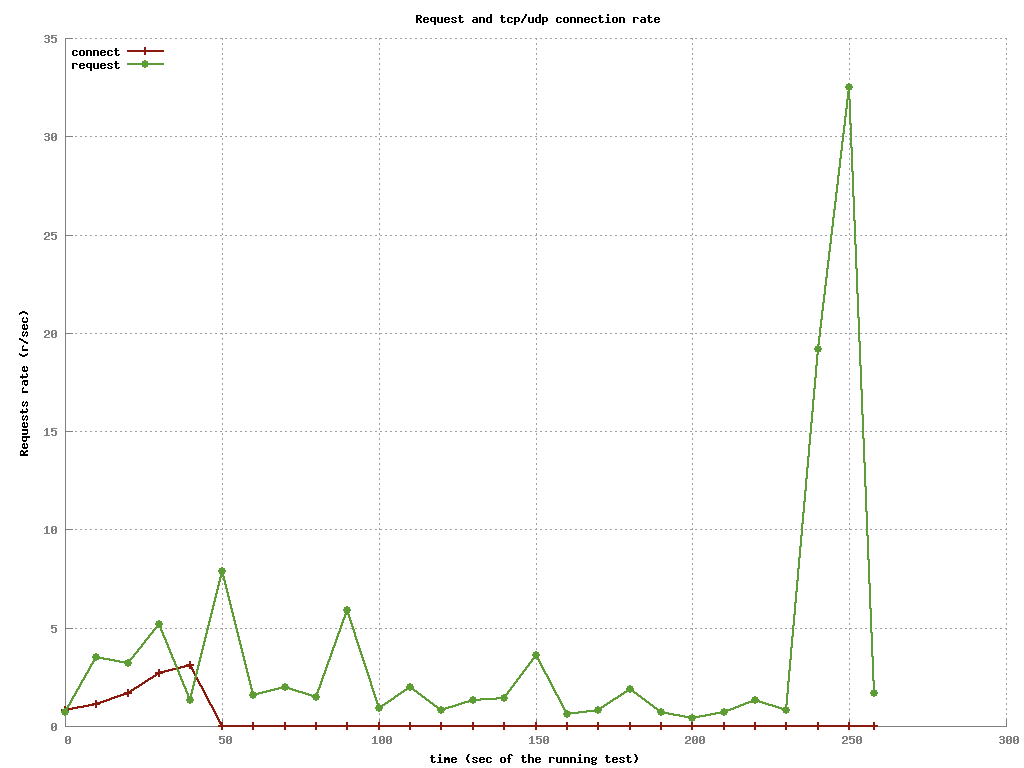 Request and tcp/udp connection rate
35
connect
request
30
25
20
15
10
5
0
Requests rate (r/sec)
0 50 100 150 200 250 300
time (sec of the running test)